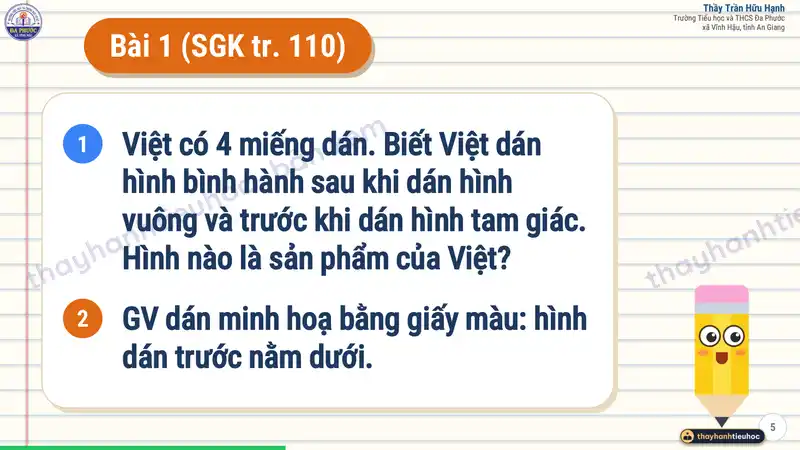 Thầy Trần Hữu Hạnh
Trường Tiểu học và THCS Đa Phước
xã Vĩnh Hậu, tỉnh An Giang
ĐA PHƯỚC
Bài 1 (SGK tr. 110)
1
Việt có 4 miếng dán. Biết Việt dán
hình bình hành sau khi dán hình
vuông và trước khi dán hình tam giác.
Hình nào là sản phẩm của Việt?
2
GV dán minh hoạ bằng giấy màu: hình
dán trước nằm dưới.
5
thayhanhtieuhoc